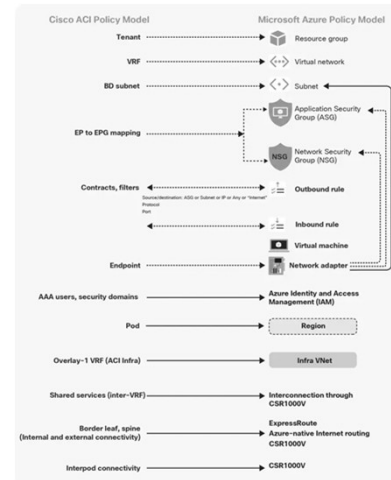 Cisco ACI Policy Model Microsoft Azure Policy Model
Tenant Resource group
VRF Virtual network
BD subnet Subnet
Application Security
Group (ASG)
EP to EPG mapping
NSG Network Security
Group (NSG)
Contracts, filters Outbound rule
Source/destination: ASG or Subnet or IP or Any or "Internet"
Protocol
Port
Inbound rule
Virtual machine
Endpoint Network adapter
AAA users, security domains Azure Identity and Access
Management (IAM)
Pod Region
Overlay-1 VRF (ACI Infra) Infra VNet
Shared services (inter-VRF) Interconnection through
CSR1000V
Border leaf, spine
(Internal and external connectivity)
ExpressRoute
Azure-native Internet routing
CSR1000V
Interpod connectivity CSR1000V